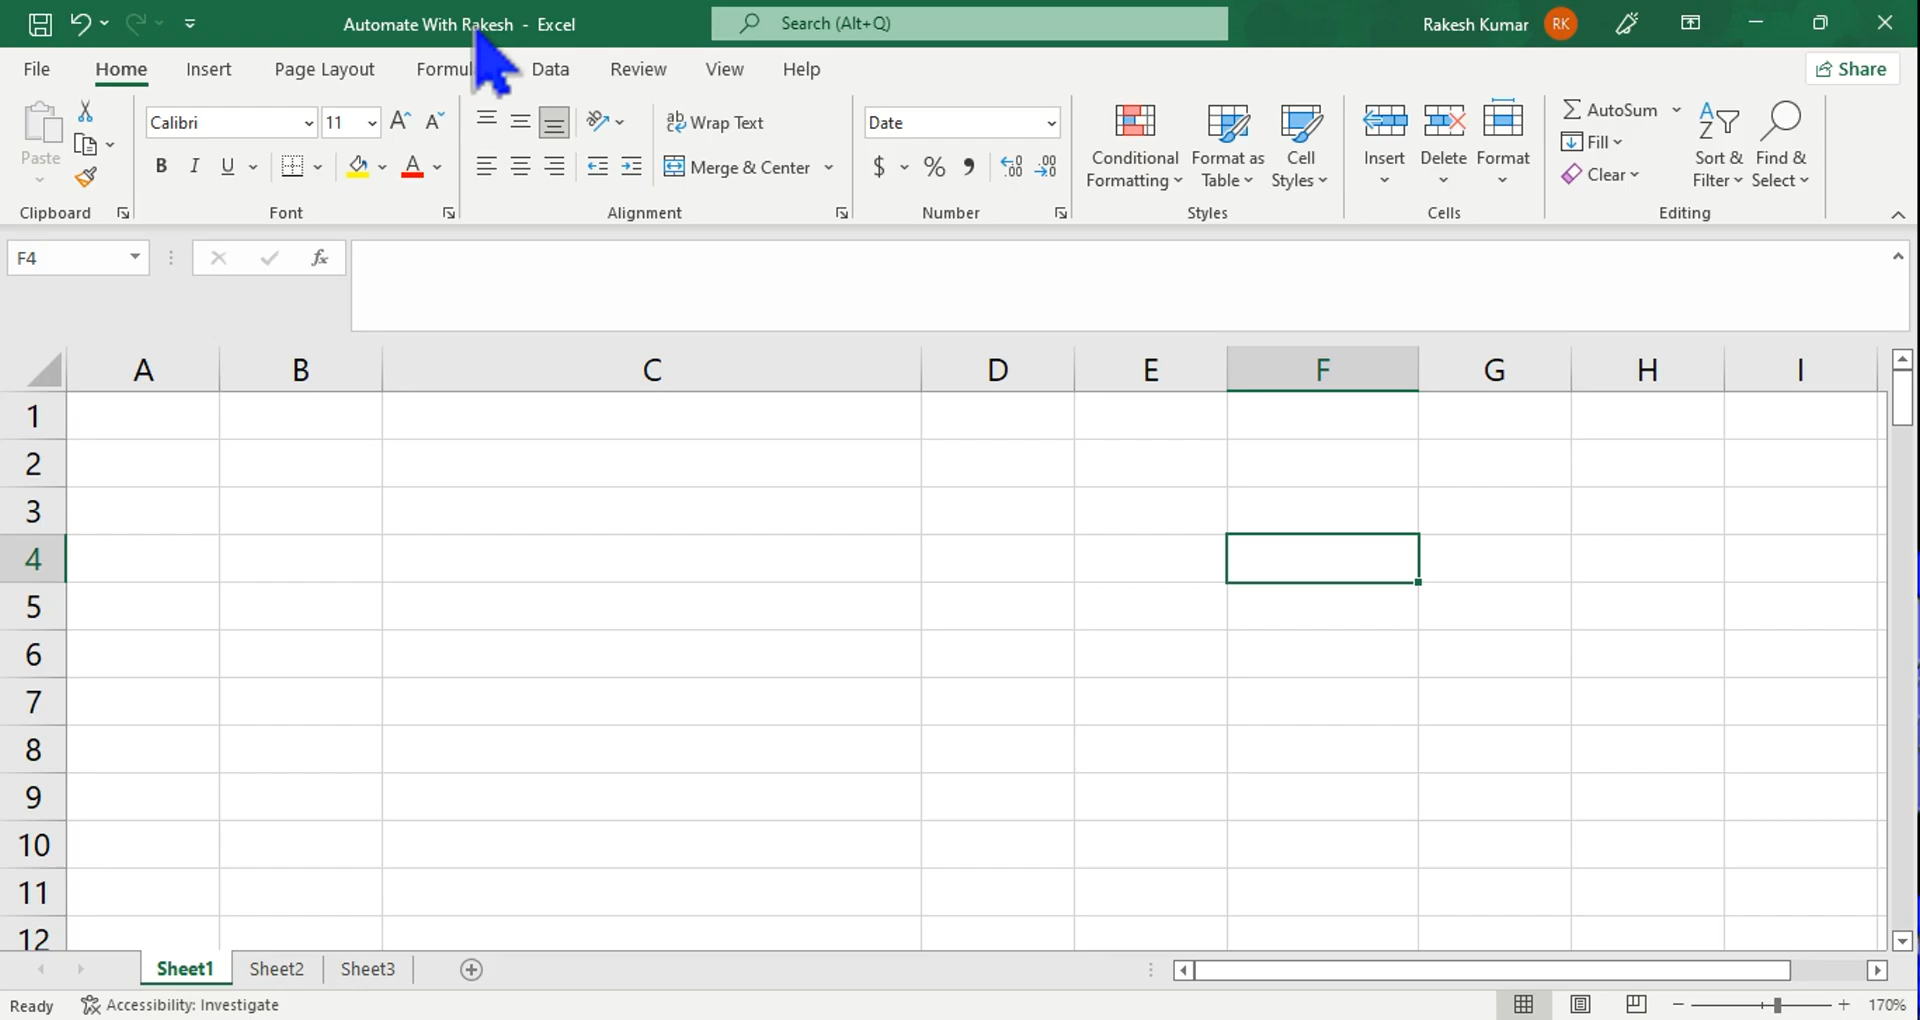 Automate With Rakesh - Excel
Search (Alt+Q)
Rakesh Kumar RK
File Home Insert Page Layout Formul Data Review View Help Share
Paste
Calibri 11
B I U A
Wrap Text
Merge & Center
Date
$ % 9 .00 .00
Conditional Formatting
Format as Table
Cell Styles
Insert Delete Format
AutoSum
Fill
Clear
Sort & Filter
Find & Select
Clipboard Font Alignment Number Styles Cells Editing
F4 fx
A B C D E F G H I
1
2
3
4
5
6
7
8
9
10
11
12
Sheet1 Sheet2 Sheet3
Ready Accessibility: Investigate 170%